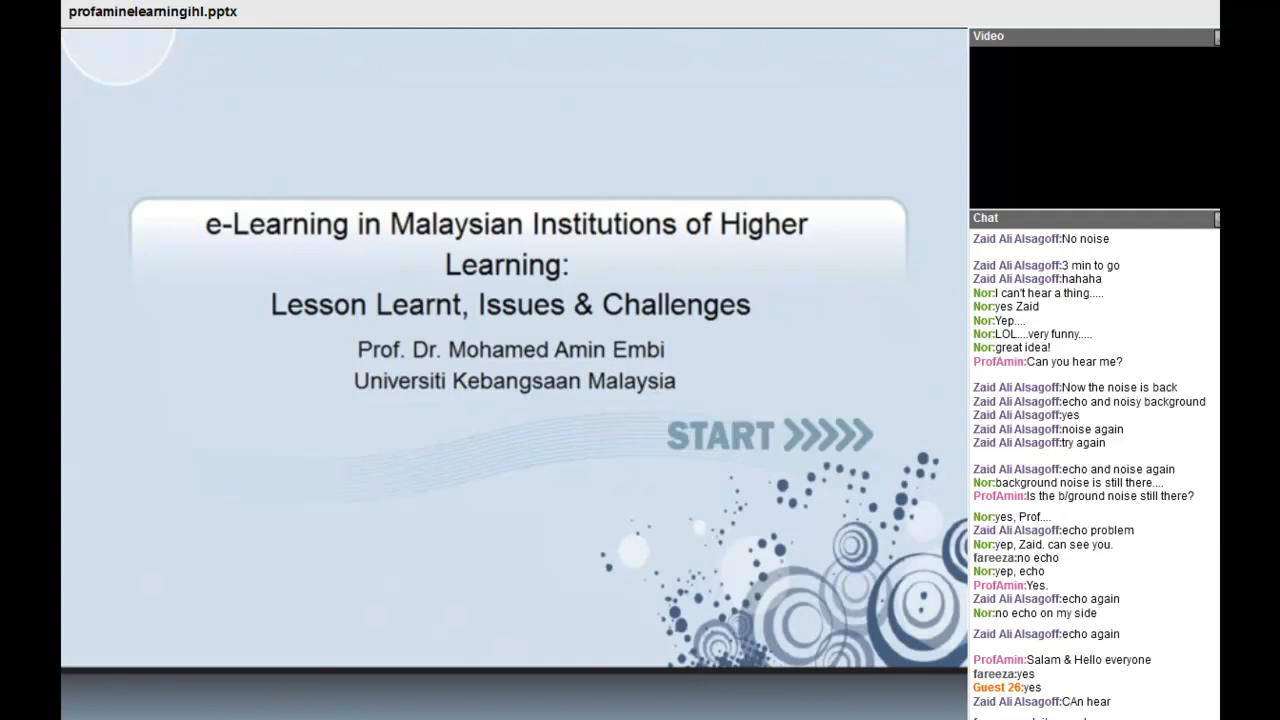 profaminelearningihl.pptx
e-Learning in Malaysian Institutions of Higher
Learning:
Lesson Learnt, Issues & Challenges
Prof. Dr. Mohamed Amin Embi
Universiti Kebangsaan Malaysia
START
Video
Chat
Zaid Ali Alsagoff:No noise
Zaid Ali Alsagoff:3 min to go
Zaid Ali Alsagoff:hahaha
Nor:I can't hear a thing.....
Nor:yes Zaid
Nor:Yep....
Nor:LOL....very funny.....
Nor:great idea!
ProfAmin:Can you hear me?
Zaid Ali Alsagoff:Now the noise is back
Zaid Ali Alsagoff:echo and noisy background
Zaid Ali Alsagoff:yes
Zaid Ali Alsagoff:noise again
Zaid Ali Alsagoff:try again
Zaid Ali Alsagoff:echo and noise again
Nor:background noise is still there....
ProfAmin:Is the b/ground noise still there?
Nor:yes, Prof....
Zaid Ali Alsagoff:echo problem
Nor:yep, Zaid. can see you.
fareeza:no echo
Nor:yep, echo
ProfAmin:Yes.
Zaid Ali Alsagoff:echo again
Nor:no echo on my side
Zaid Ali Alsagoff:echo again
ProfAmin:Salam & Hello everyone
fareeza:yes
Guest 26:yes
Zaid Ali Alsagoff:CAn hear